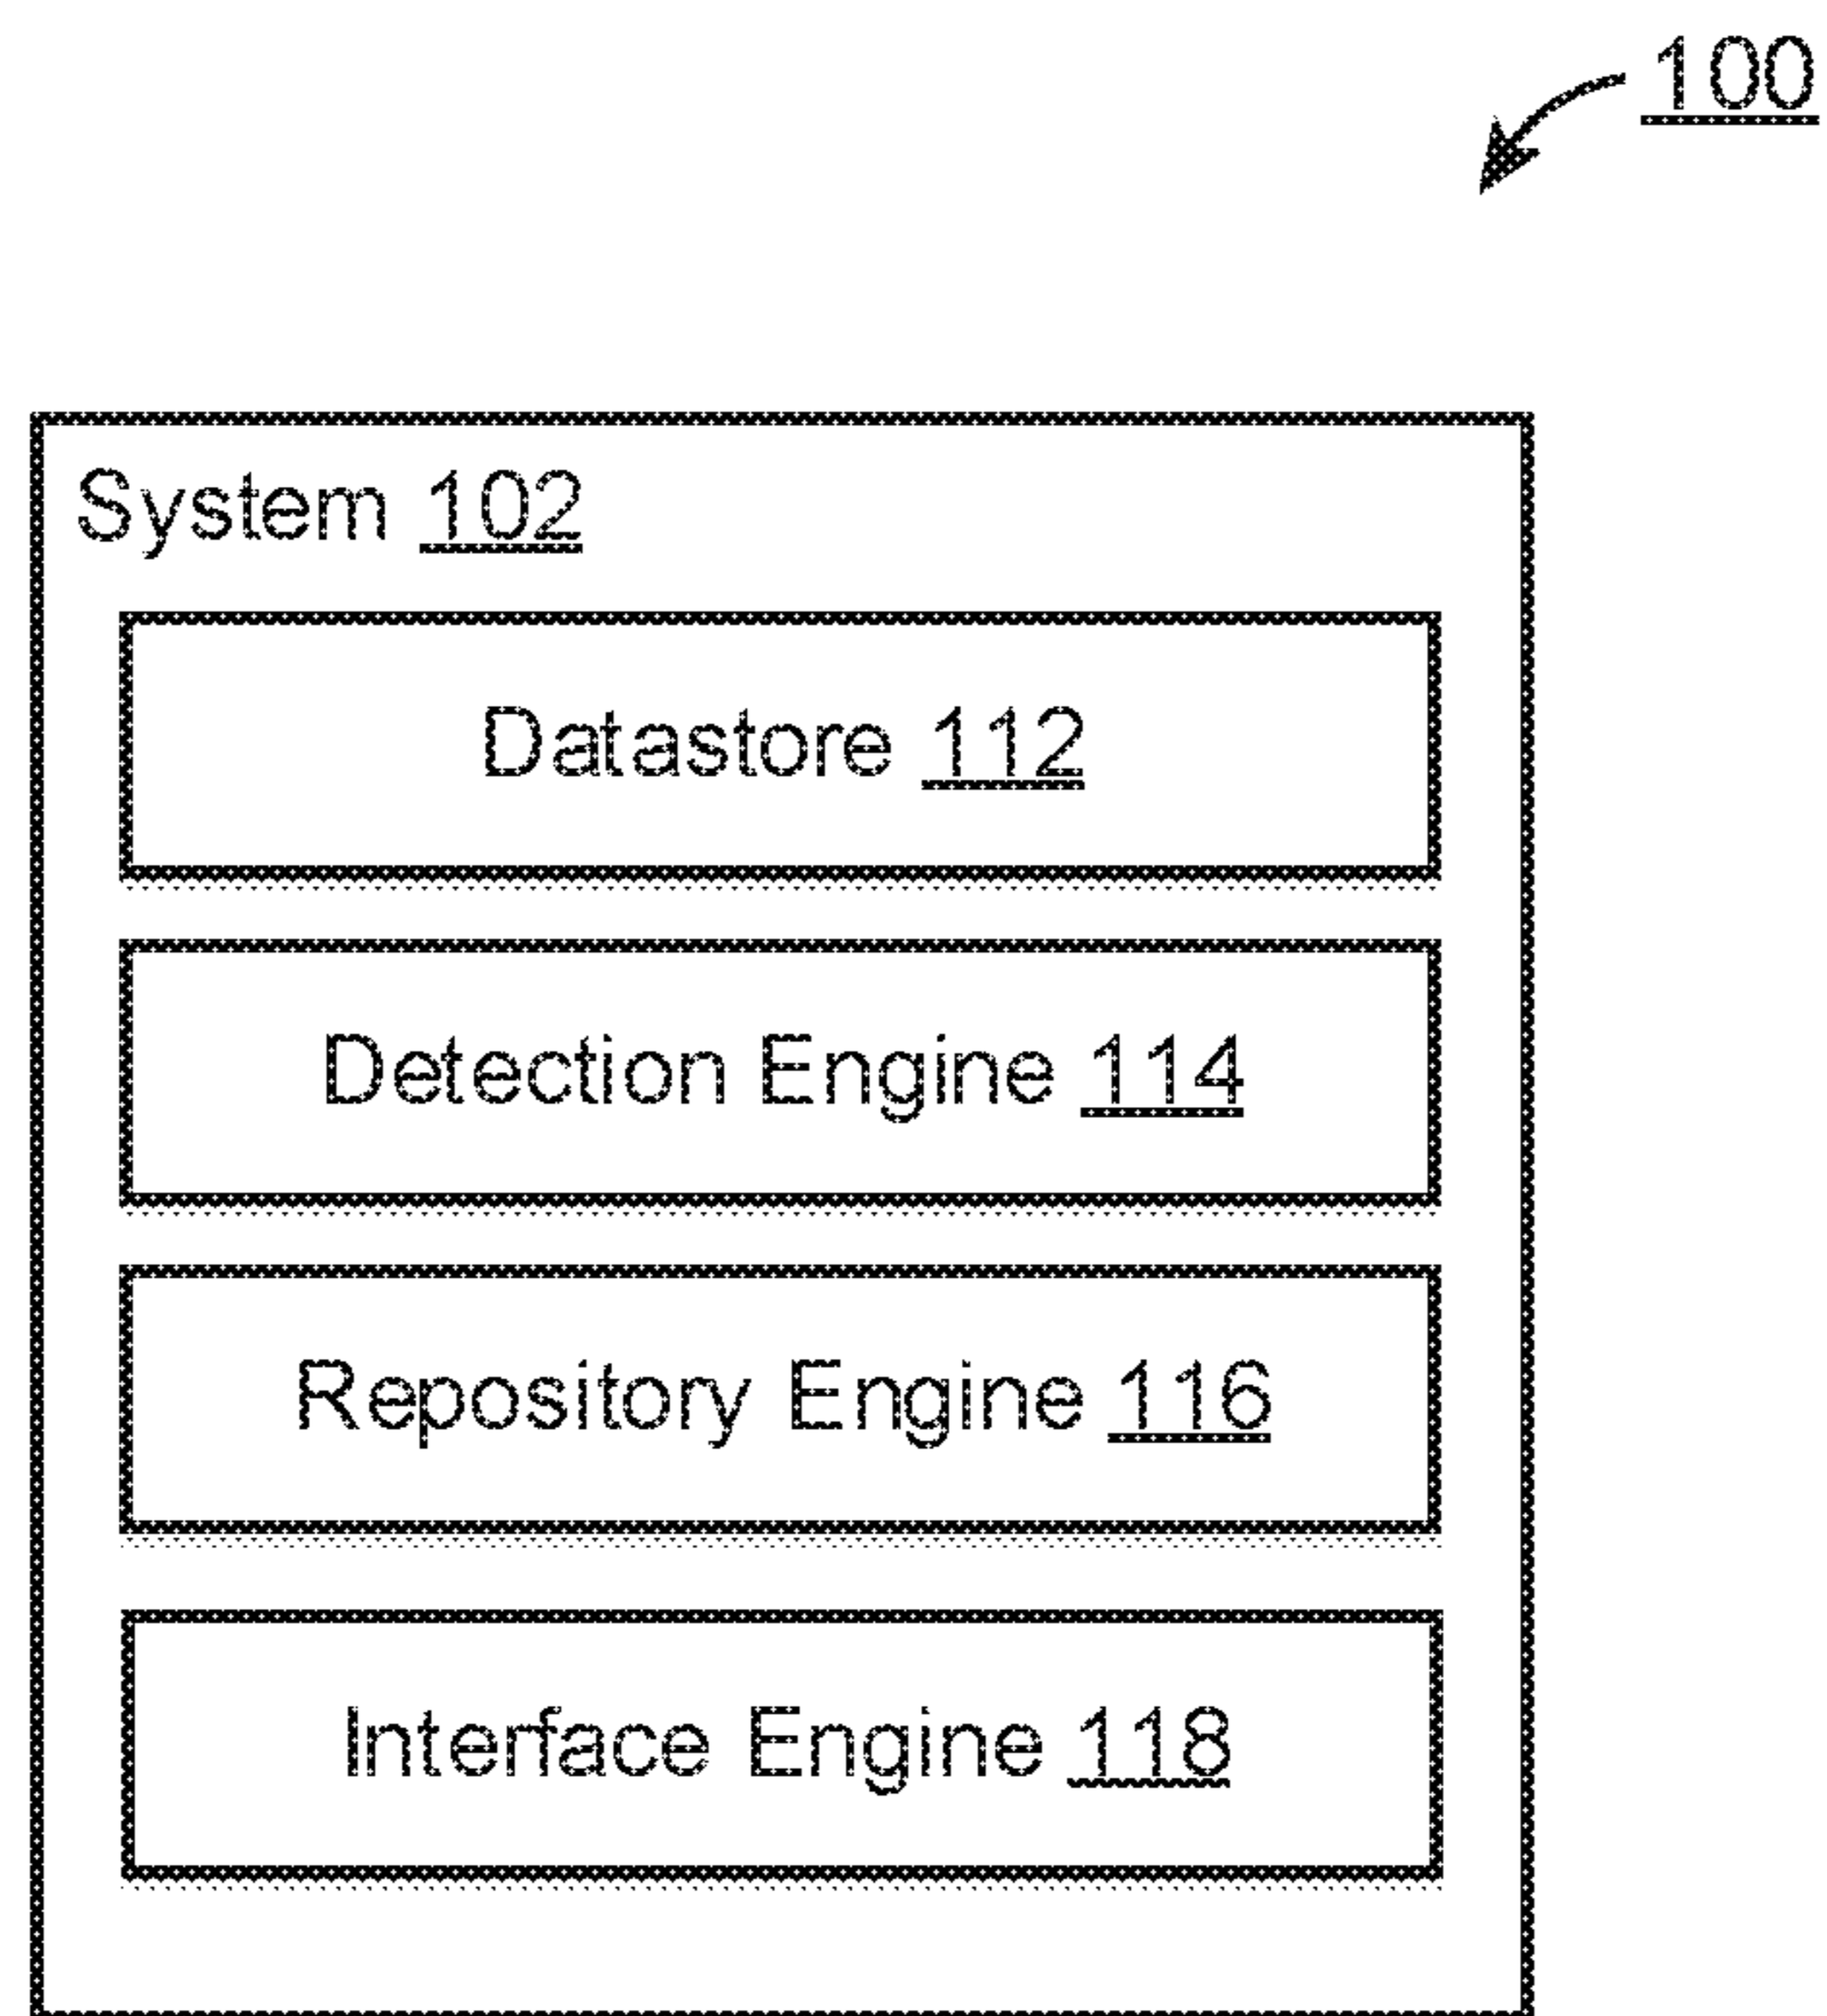 100
System 102
Datastore 112
Detection Engine 114
Repository Engine 116
Interface Engine 118